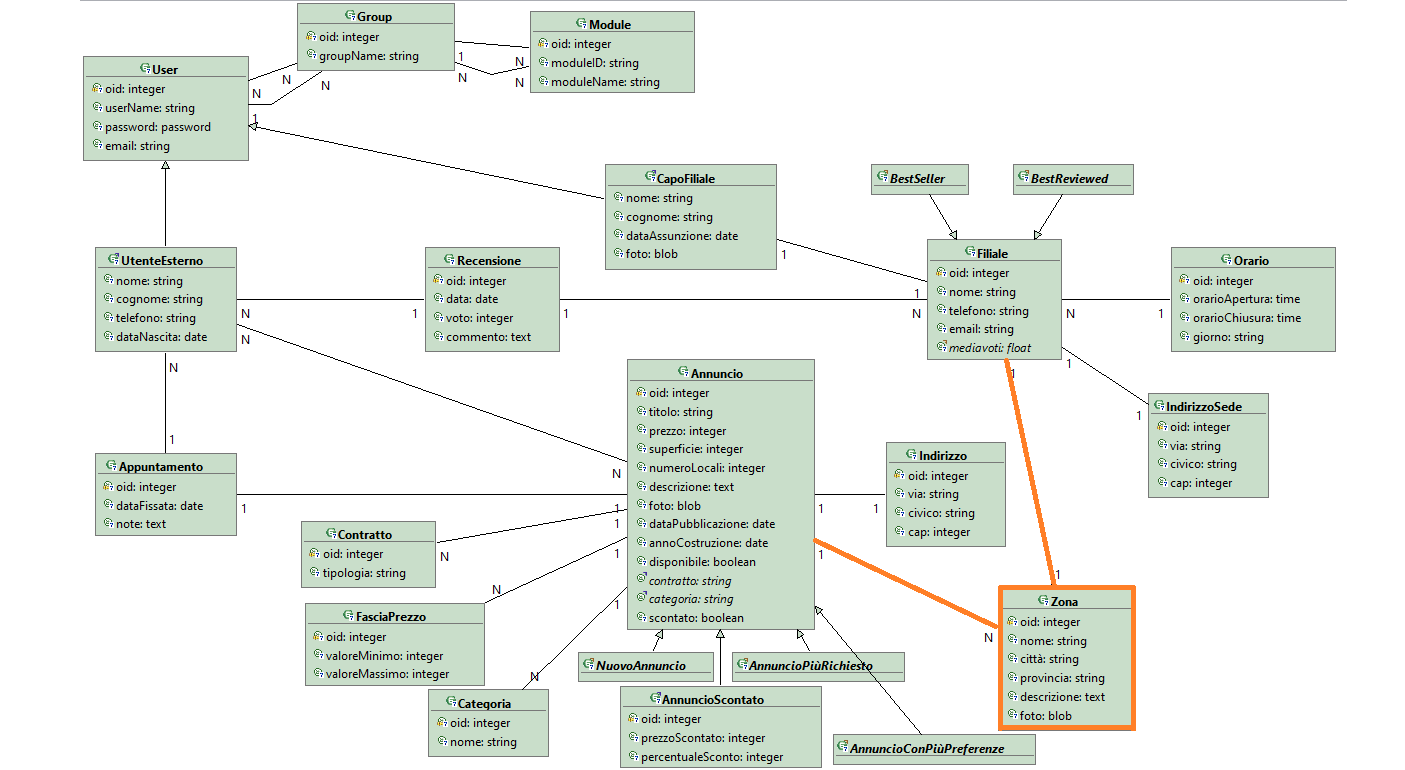 Group
oid: integer
groupName: string
Module
oid: integer
moduleID: string
moduleName: string
User
oid: integer
userName: string
password: password
email: string
1
N
N
N
N
N
N
1
CapoFiliale
nome: string
cognome: string
dataAssunzione: date
foto: blob
1
BestSeller
BestReviewed
UtenteEsterno
nome: string
cognome: string
telefono: string
dataNascita: date
N
N
N
1
Recensione
oid: integer
data: date
voto: integer
commento: text
1
1
Filiale
oid: integer
nome: string
telefono: string
email: string
mediavoti: float
1
N
N
1
1
1
1
Orario
oid: integer
orarioApertura: time
orarioChiusura: time
giorno: string
IndirizzoSede
oid: integer
via: string
civico: string
cap: integer
Annuncio
oid: integer
titolo: string
prezzo: integer
superficie: integer
numeroLocali: integer
descrizione: text
foto: blob
dataPubblicazione: date
annoCostruzione: date
disponibile: boolean
contratto: string
categoria: string
scontato: boolean
N
1
1
1
1
1
1
Indirizzo
oid: integer
via: string
civico: string
cap: integer
Appuntamento
oid: integer
dataFissata: date
note: text
1
Contratto
oid: integer
tipologia: string
N
FasciaPrezzo
oid: integer
valoreMinimo: integer
valoreMassimo: integer
N
Categoria
oid: integer
nome: string
N
NuovoAnnuncio
AnnuncioPiùRichiesto
AnnuncioScontato
oid: integer
prezzoScontato: integer
percentualeSconto: integer
AnnuncioConPiùPreferenze
N
1
Zona
oid: integer
nome: string
città: string
provincia: string
descrizione: text
foto: blob